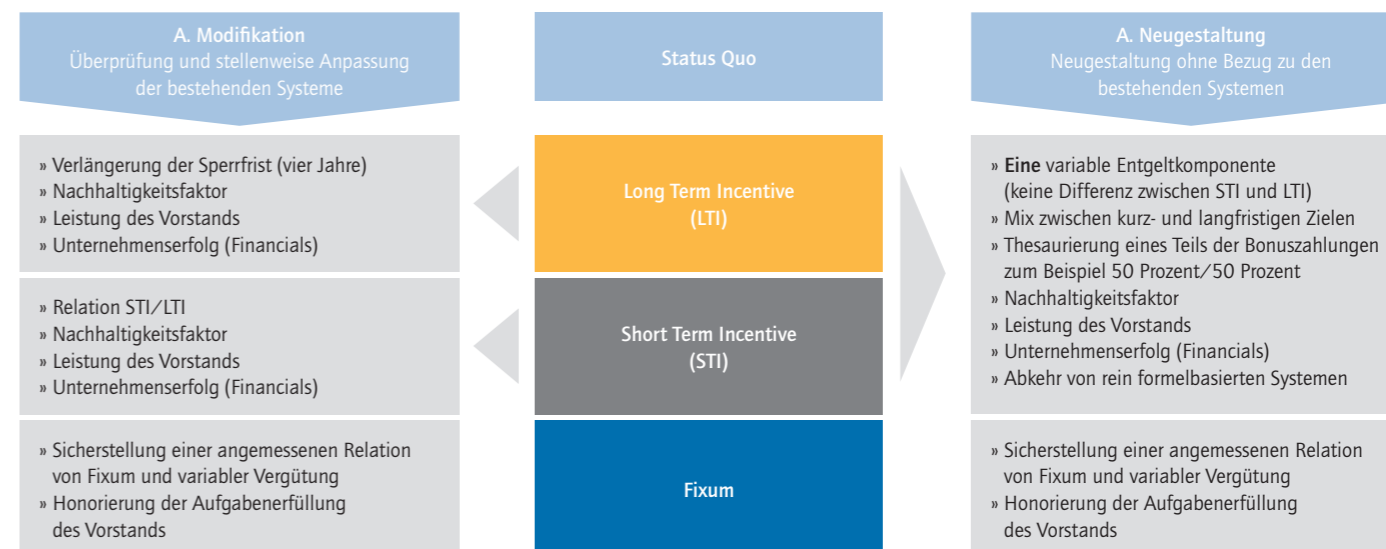 A. Modifikation
Überprüfung und stellenweise Anpassung
der bestehenden Systeme
» Verlängerung der Sperrfrist (vier Jahre)
» Nachhaltigkeitsfaktor
» Leistung des Vorstands
» Unternehmenserfolg (Financials)
» Relation STI/LTI
» Nachhaltigkeitsfaktor
» Leistung des Vorstands
» Unternehmenserfolg (Financials)
» Sicherstellung einer angemessenen Relation
von Fixum und variabler Vergütung
» Honorierung der Aufgabenerfüllung
des Vorstands
Status Quo
Long Term Incentive
(LTI)
Short Term Incentive
(STI)
Fixum
A. Neugestaltung
Neugestaltung ohne Bezug zu den
bestehenden Systemen
» Eine variable Entgeltkomponente
(keine Differenz zwischen STI und LTI)
» Mix zwischen kurz- und langfristigen Zielen
» Thesaurierung eines Teils der Bonuszahlungen
zum Beispiel 50 Prozent/50 Prozent
» Nachhaltigkeitsfaktor
» Leistung des Vorstands
» Unternehmenserfolg (Financials)
» Abkehr von rein formelbasierten Systemen
» Sicherstellung einer angemessenen Relation
von Fixum und variabler Vergütung
» Honorierung der Aufgabenerfüllung
des Vorstands